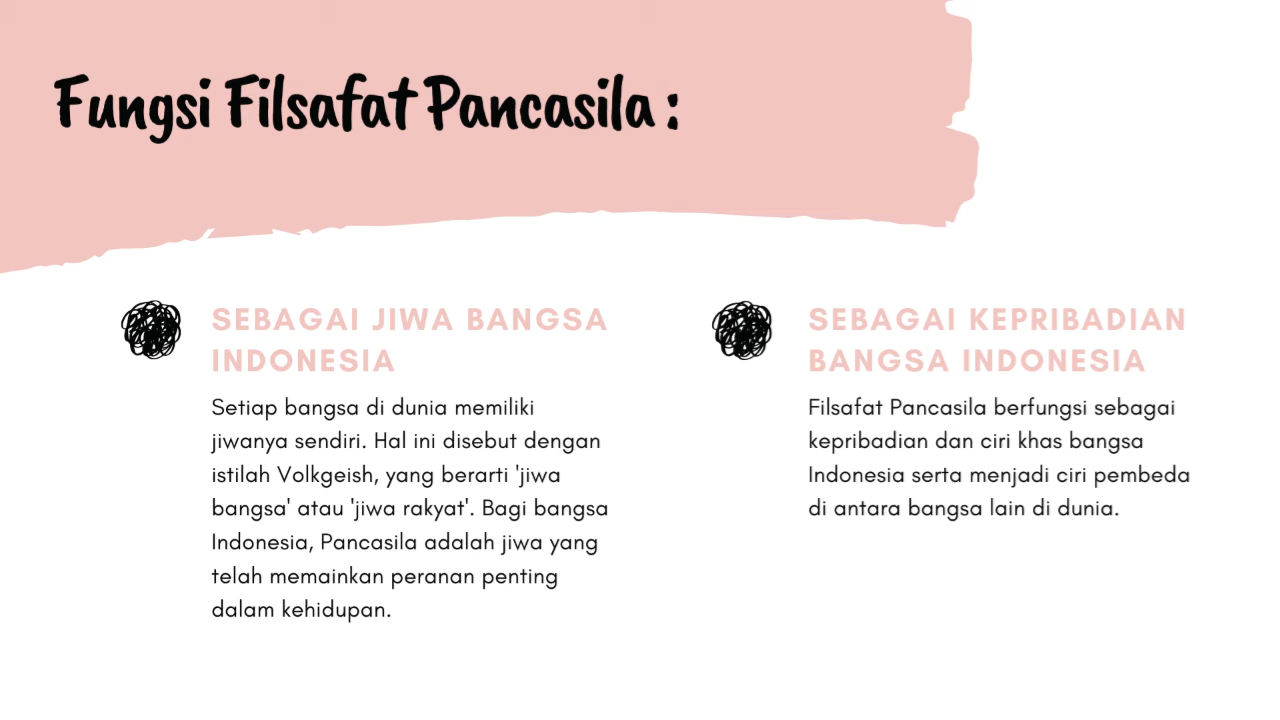 Fungsi Filsafat Pancasila :
SEBAGAI JIWA BANGSA
INDONESIA
Setiap bangsa di dunia memiliki
jiwanya sendiri. Hal ini disebut dengan
istilah Volkgeish, yang berarti 'jiwa
bangsa' atau 'jiwa rakyat'. Bagi bangsa
Indonesia, Pancasila adalah jiwa yang
telah memainkan peranan penting
dalam kehidupan.
SEBAGAI KEPRIBADIAN
BANGSA INDONESIA
Filsafat Pancasila berfungsi sebagai
kepribadian dan ciri khas bangsa
Indonesia serta menjadi ciri pembeda
di antara bangsa lain di dunia.